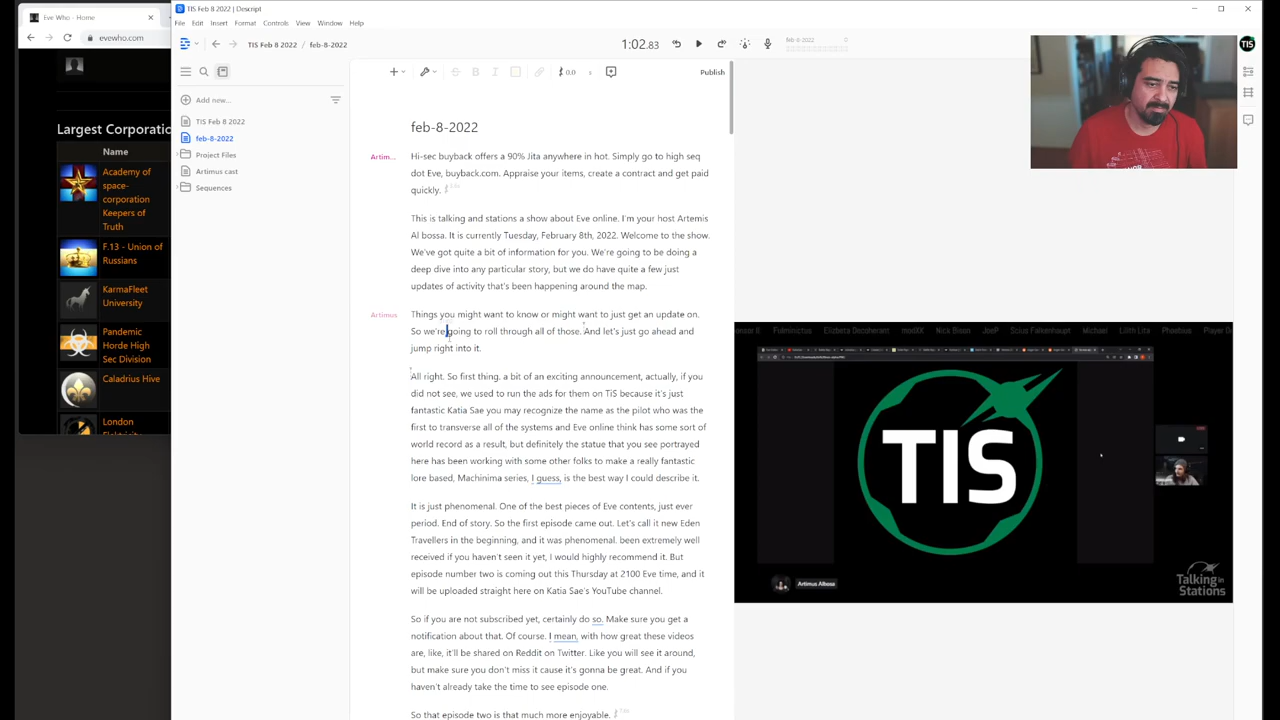 Eve Who - Home
evewho.com
Largest Corporatio
Name
Academy of
space-
corporation
Keepers of
Truth
F.13 - Union of
Russians
KarmaFleet
University
Pandemic
Horde High
Sec Division
Caladrius Hive
London
TIS Feb 8 2022 | Descript
File Edit Insert Format Controls View Window Help
TIS Feb 8 2022 / feb-8-2022
1:02.83
TIS
0.0
Publish
Add new...
TIS Feb 8 2022
feb-8-2022
Project Files
Artimus cast
Sequences
feb-8-2022
Artim...
Hi-sec buyback offers a 90% Jita anywhere in hot. Simply go to high seq
dot Eve, buyback.com. Appraise your items, create a contract and get paid
quickly.
This is talking and stations a show about Eve online. I'm your host Artemis
Al bossa. It is currently Tuesday, February 8th, 2022. Welcome to the show.
We've got quite a bit of information for you. We're going to be doing a
deep dive into any particular story, but we do have quite a few just
updates of activity that's been happening around the map.
Artimus
Things you might want to know or might want to just get an update on.
So we're going to roll through all of those. And let's just go ahead and
jump right into it.
All right. So first thing. a bit of an exciting announcement, actually, if you
did not see, we used to run the ads for them on TiS because it's just
fantastic Katia Sae you may recognize the name as the pilot who was the
first to transverse all of the systems and Eve online think has some sort of
world record as a result, but definitely the statue that you see portrayed
here has been working with some other folks to make a really fantastic
lore based, Machinima series, I guess, is the best way I could describe it.
It is just phenomenal. One of the best pieces of Eve contents, just ever
period. End of story. So the first episode came out. Let's call it new Eden
Travellers in the beginning, and it was phenomenal. been extremely well
received if you haven't seen it yet, I would highly recommend it. But
episode number two is coming out this Thursday at 2100 Eve time, and it
will be uploaded straight here on Katia Sae's YouTube channel.
So if you are not subscribed yet, certainly do so. Make sure you get a
notification about that. Of course. I mean, with how great these videos
are, like, it'll be shared on Reddit on Twitter. Like you will see it around,
but make sure you don't miss it cause it's gonna be great. And if you
haven't already take the time to see episode one.
So that episode two is that much more enjoyable.
Fulminictus Elizbeta Decoherent modXX Nick Bison JoeP Scius Falkenhaupt Miamel Lilith Lita Phoebus Player D
TIS
Artimus Albosa
Talking in
Stations